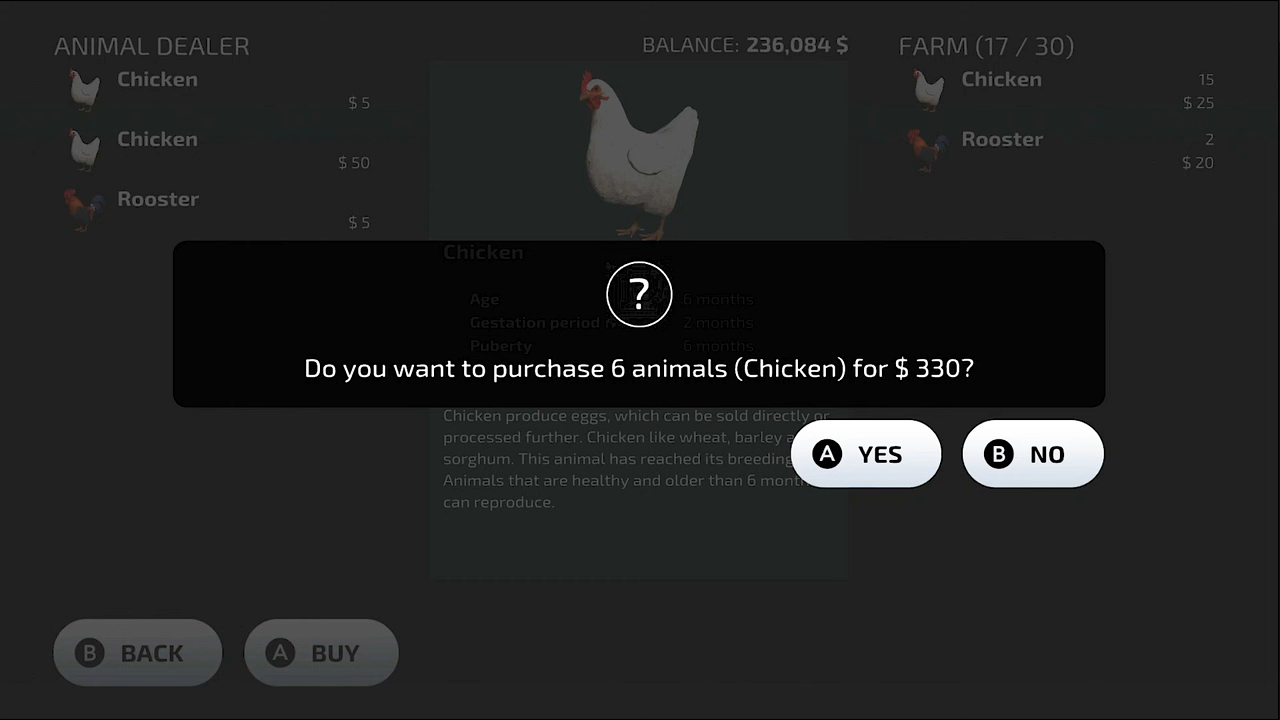 ANIMAL DEALER
BALANCE: 236,084 $
FARM (17 / 30)
Chicken
$ 5
Chicken
$ 50
Rooster
$ 5
Chicken
15
$ 25
Rooster
2
$ 20
Chicken
Age 6 months
Gestation period 2 months
Puberty 6 months
?
Do you want to purchase 6 animals (Chicken) for $ 330?
Chicken produce eggs, which can be sold directly or
processed further. Chicken like wheat, barley
sorghum. This animal has reached its breeding
Animals that are healthy and older than 6
can reproduce.
A YES
B NO
B BACK
A BUY